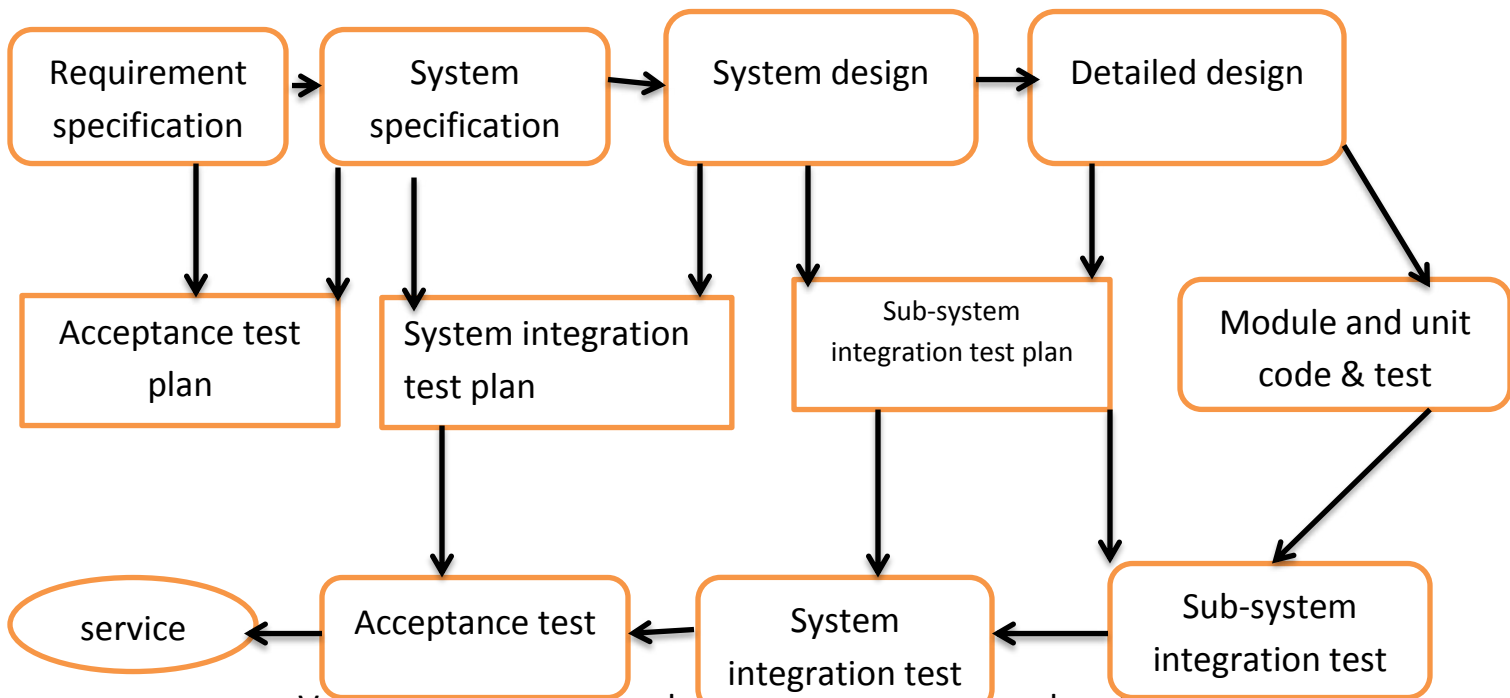 Requirement
specification
System
specification
System design
Detailed design
Acceptance test
plan
System integration
test plan
Sub-system
integration test plan
Module and unit
code & test
service
Acceptance test
System
integration test
Sub-system
integration test